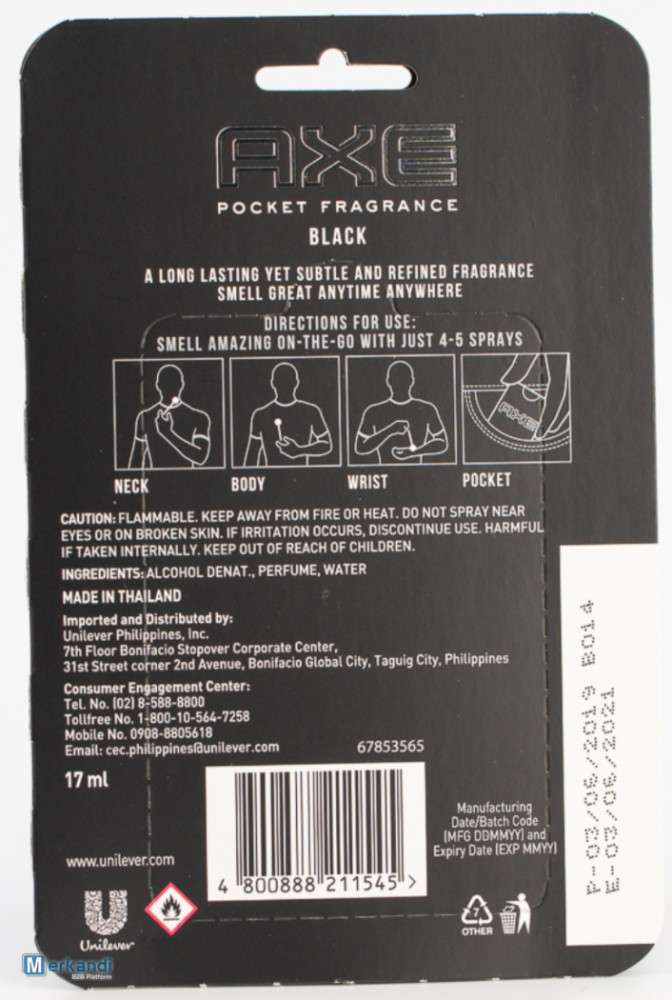 AXE
POCKET FRAGRANCE
BLACK
A LONG LASTING YET SUBTLE AND REFINED FRAGRANCE
SMELL GREAT ANYTIME ANYWHERE
DIRECTIONS FOR USE:
SMELL AMAZING ON-THE-GO WITH JUST 4-5 SPRAYS
AXE
NECK BODY WRIST POCKET
CAUTION: FLAMMABLE. KEEP AWAY FROM FIRE OR HEAT. DO NOT SPRAY NEAR
EYES OR ON BROKEN SKIN. IF IRRITATION OCCURS, DISCONTINUE USE. HARMFUL
IF TAKEN INTERNALLY. KEEP OUT OF REACH OF CHILDREN.
INGREDIENTS: ALCOHOL DENAT., PERFUME, WATER
MADE IN THAILAND
Imported and Distributed by:
Unilever Philippines, Inc.
7th Floor Bonifacio Stopover Corporate Center,
31st Street corner 2nd Avenue, Bonifacio Global City, Taguig City, Philippines
Consumer Engagement Center:
Tel. No. (02) 8-588-8800
Tollfree No. 1-800-10-564-7258
Mobile No. 0908-8805618
Email: cec.philippines@unilever.com
67853565
17 ml
Manufacturing
Date/Batch Code
(MFG DDMMYY) and
Expiry Date (EXP MMYY)
P-03/06/2019 B014
E-03/06/2021
www.unilever.com
4 800888 211545 >
Unilever
7
OTHER
Merkandi
B2B Platform